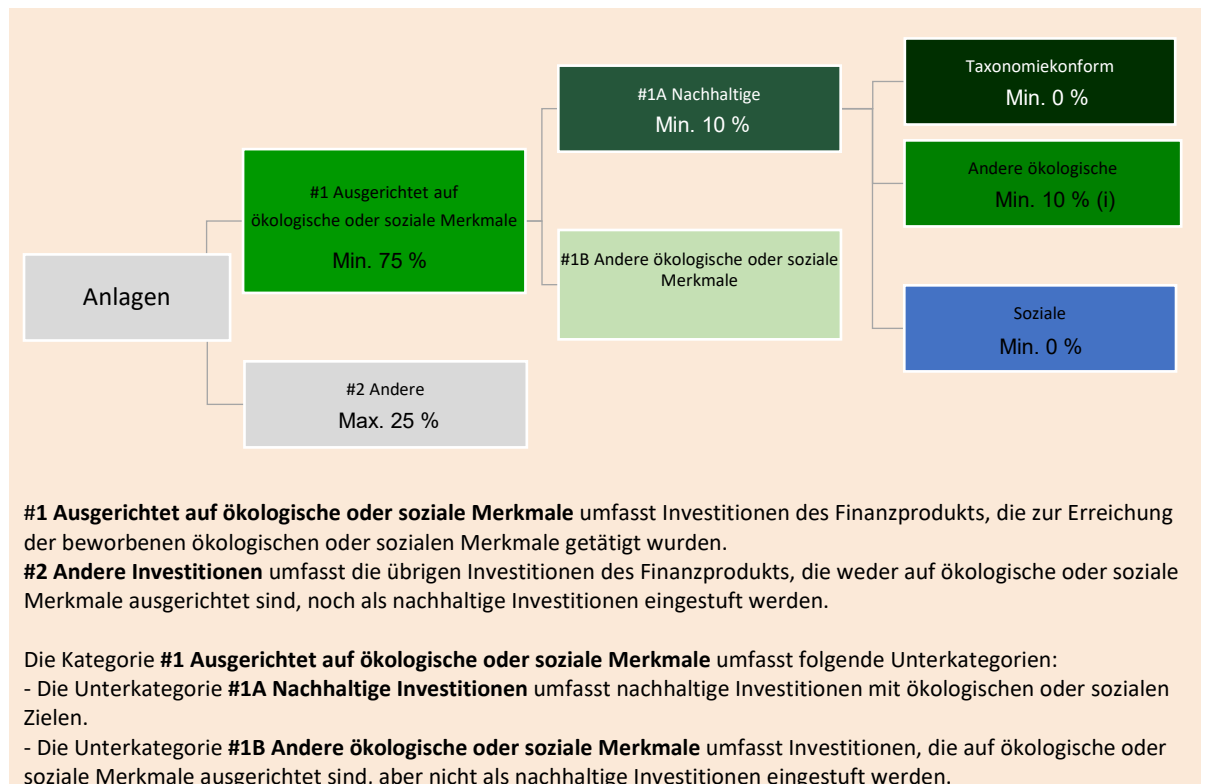 Taxonomiekonform
Min. 0 %
#1A Nachhaltige
Min. 10 %
Andere ökologische
Min. 10 % (i)
#1 Ausgerichtet auf
ökologische oder soziale Merkmale
Min. 75 %
#1B Andere ökologische oder soziale
Merkmale
Anlagen
Soziale
Min. 0 %
#2 Andere
Max. 25 %
#1 Ausgerichtet auf ökologische oder soziale Merkmale umfasst Investitionen des Finanzprodukts, die zur Erreichung
der beworbenen ökologischen oder sozialen Merkmale getätigt wurden.
#2 Andere Investitionen umfasst die übrigen Investitionen des Finanzprodukts, die weder auf ökologische oder soziale
Merkmale ausgerichtet sind, noch als nachhaltige Investitionen eingestuft werden.
Die Kategorie #1 Ausgerichtet auf ökologische oder soziale Merkmale umfasst folgende Unterkategorien:
- Die Unterkategorie #1A Nachhaltige Investitionen umfasst nachhaltige Investitionen mit ökologischen oder sozialen
Zielen.
- Die Unterkategorie #1B Andere ökologische oder soziale Merkmale umfasst Investitionen, die auf ökologische oder
soziale Merkmale ausgerichtet sind, aber nicht als nachhaltige Investitionen eingestuft werden.